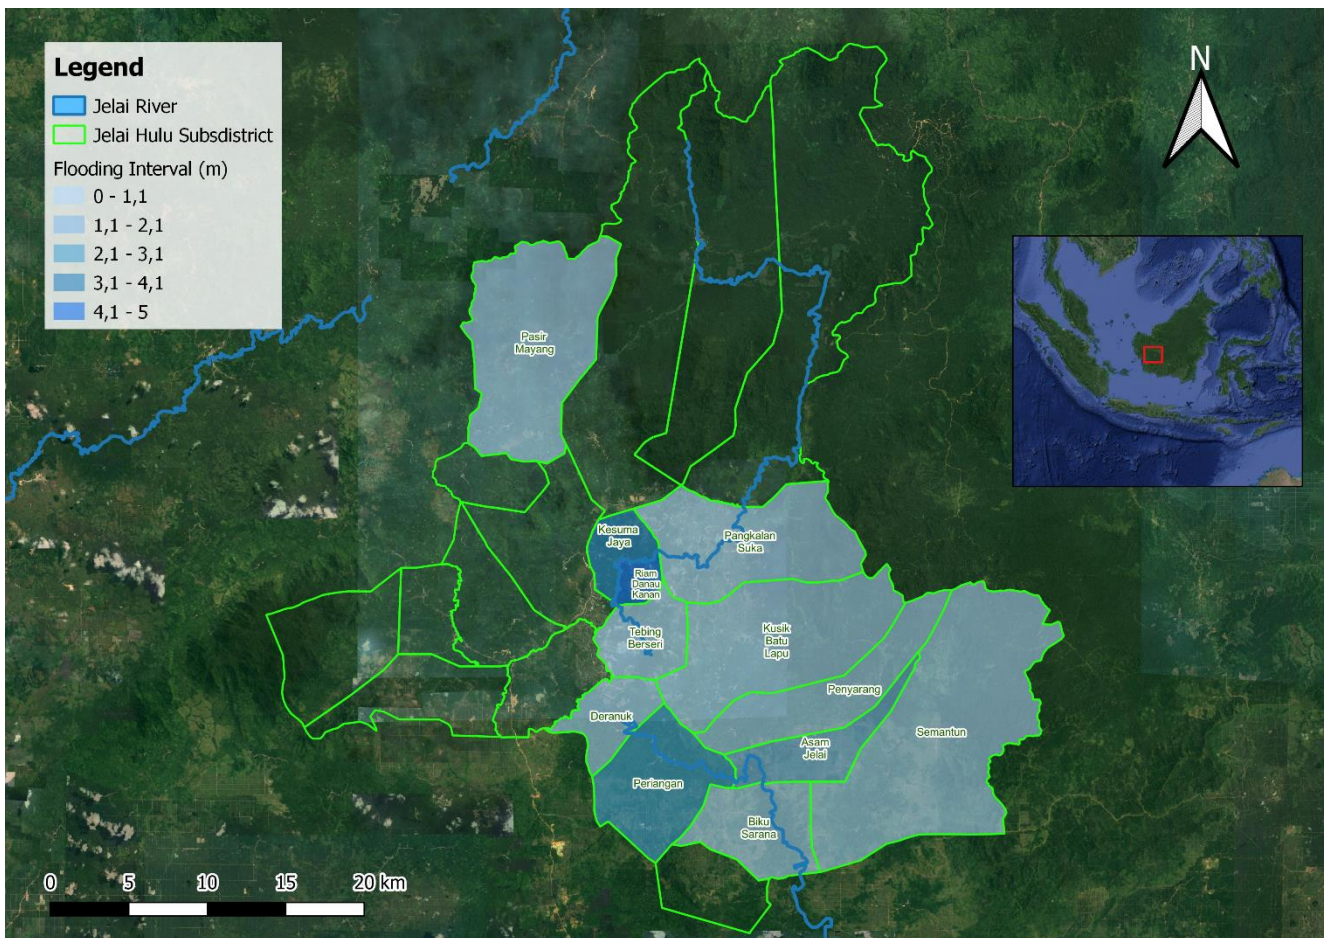 Legend
Jelai River
Jelai Hulu Subsdistrict
Flooding Interval (m)
0 - 1,1
1,1 - 2,1
2,1 - 3,1
3,1 - 4,1
4,1 - 5
N
Pasir
Mayang
Kesuma
Jaya
Pangkalan
Suka
Riam
Danau
Kanan
Tebing
Berseri
Kusik
Batu
Lapu
Penyarang
Deranuk
Semantun
Asam
Jelai
Periangan
Biku
Sarana
0 5 10 15 20 km